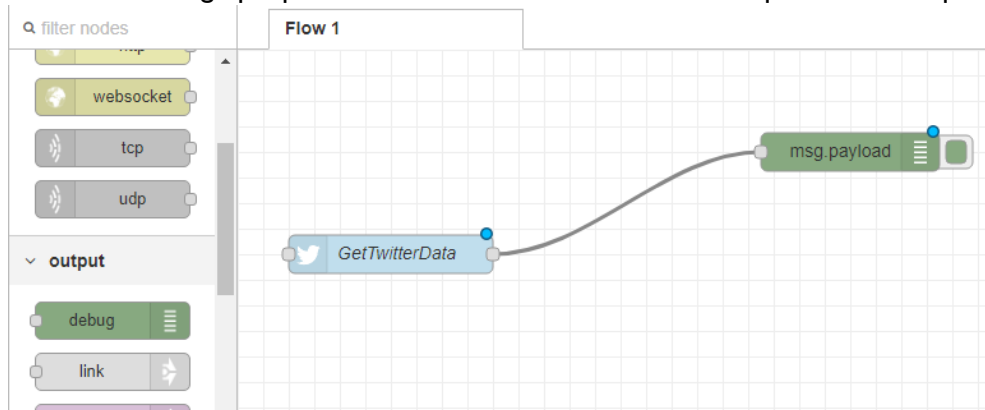 filter nodes
Flow 1
websocket
tcp
udp
output
debug
link
msg.payload
GetTwitterData